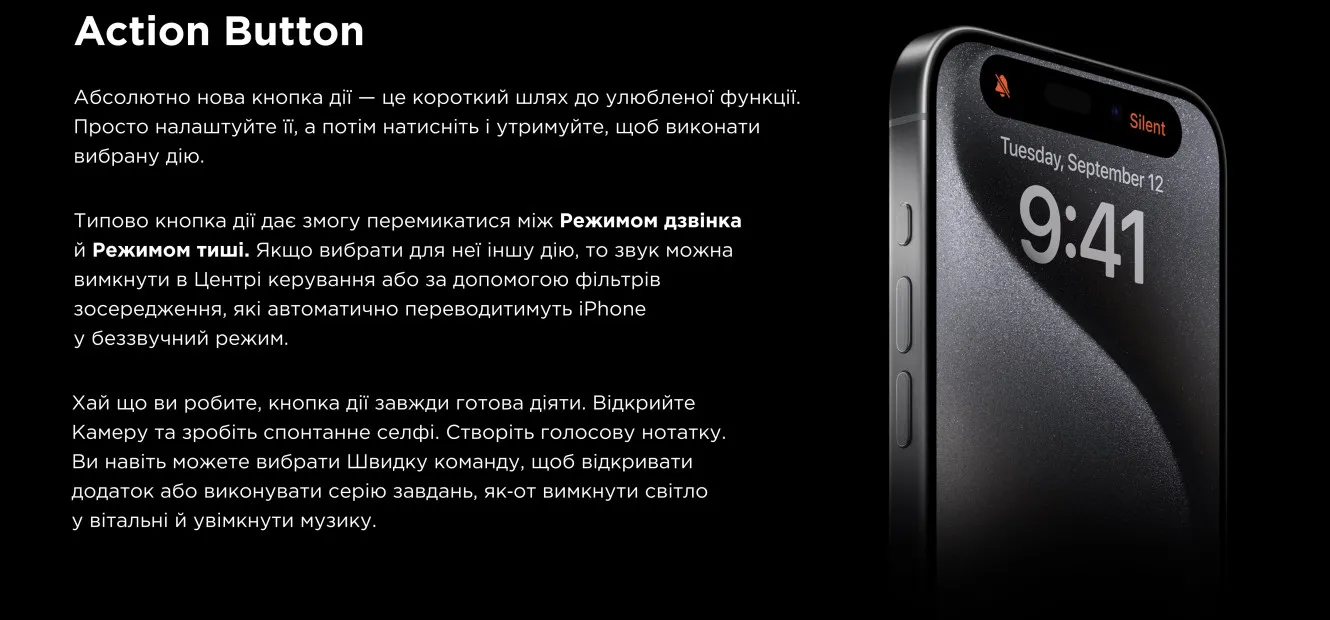 Action Button
Абсолютно нова кнопка дії — це короткий шлях до улюбленої функції.
Просто налаштуйте її, а потім натисніть і утримуйте, щоб виконати
вибрану дію.
Типово кнопка дії дає змогу перемикатися між Режимом дзвінка
й Режимом тиші. Якщо вибрати для неї іншу дію, то звук можна
вимкнути в Центрі керування або за допомогою фільтрів
зосередження, які автоматично переводитимуть iPhone
у беззвучний режим.
Хай що ви робите, кнопка дії завжди готова діяти. Відкрийте
Камеру та зробіть спонтанне селфі. Створіть голосову нотатку.
Ви навіть можете вибрати Швидку команду, щоб відкривати
додаток або виконувати серію завдань, як-от вимкнути світло
у вітальні й увімкнути музику.
Silent
Tuesday, September 12
9:41